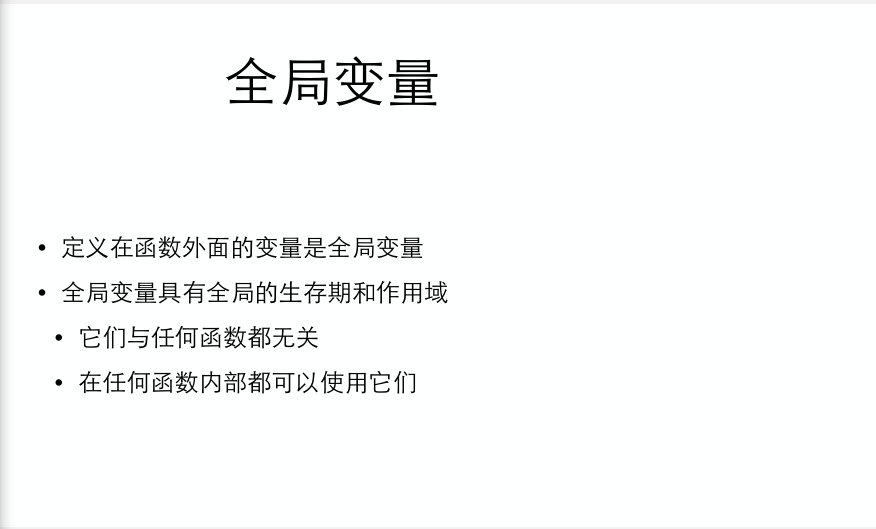 全局变量
• 定义在函数外面的变量是全局变量
• 全局变量具有全局的生存期和作用域
• 它们与任何函数都无关
• 在任何函数内部都可以使用它们